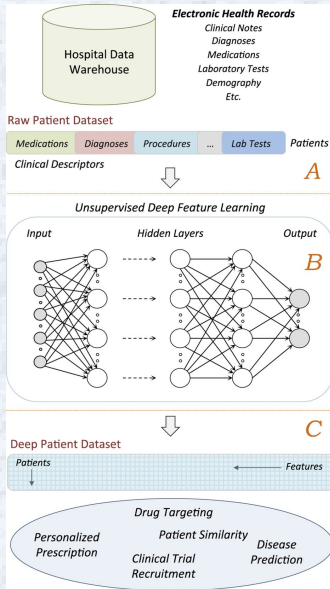 Hospital Data
Warehouse
Electronic Health Records
Clinical Notes
Diagnoses
Medications
Laboratory Tests
Demography
Etc.
Raw Patient Dataset
Medications Diagnoses Procedures ... Lab Tests Patients
Clinical Descriptors
A
Unsupervised Deep Feature Learning
Input Hidden Layers Output
B
C
Deep Patient Dataset
Patients Features
Drug Targeting
Personalized
Prescription
Patient Similarity
Clinical Trial
Recruitment
Disease
Prediction